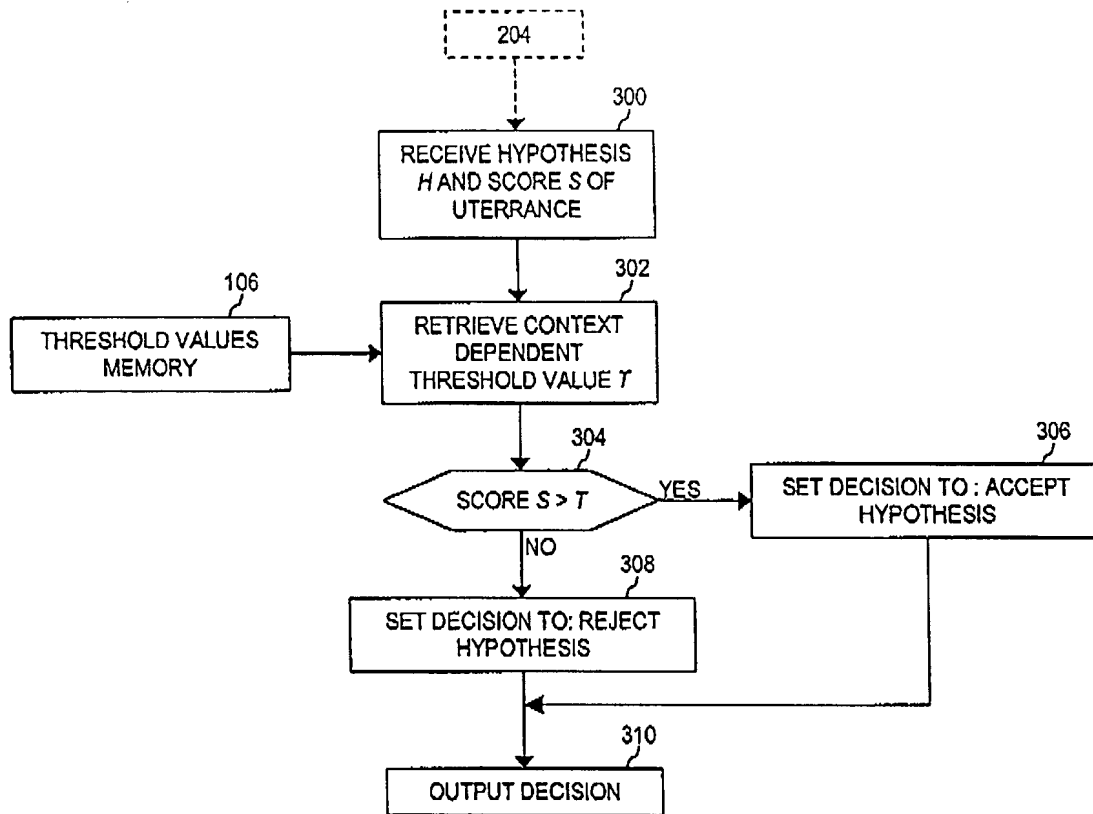 204
300
RECEIVE HYPOTHESIS
H AND SCORE S OF
UTERRANCE
302
106
THRESHOLD VALUES
MEMORY
RETRIEVE CONTEXT
DEPENDENT
THRESHOLD VALUE T
304
SCORE S > T
YES
306
SET DECISION TO : ACCEPT
HYPOTHESIS
NO
308
SET DECISION TO: REJECT
HYPOTHESIS
310
OUTPUT DECISION